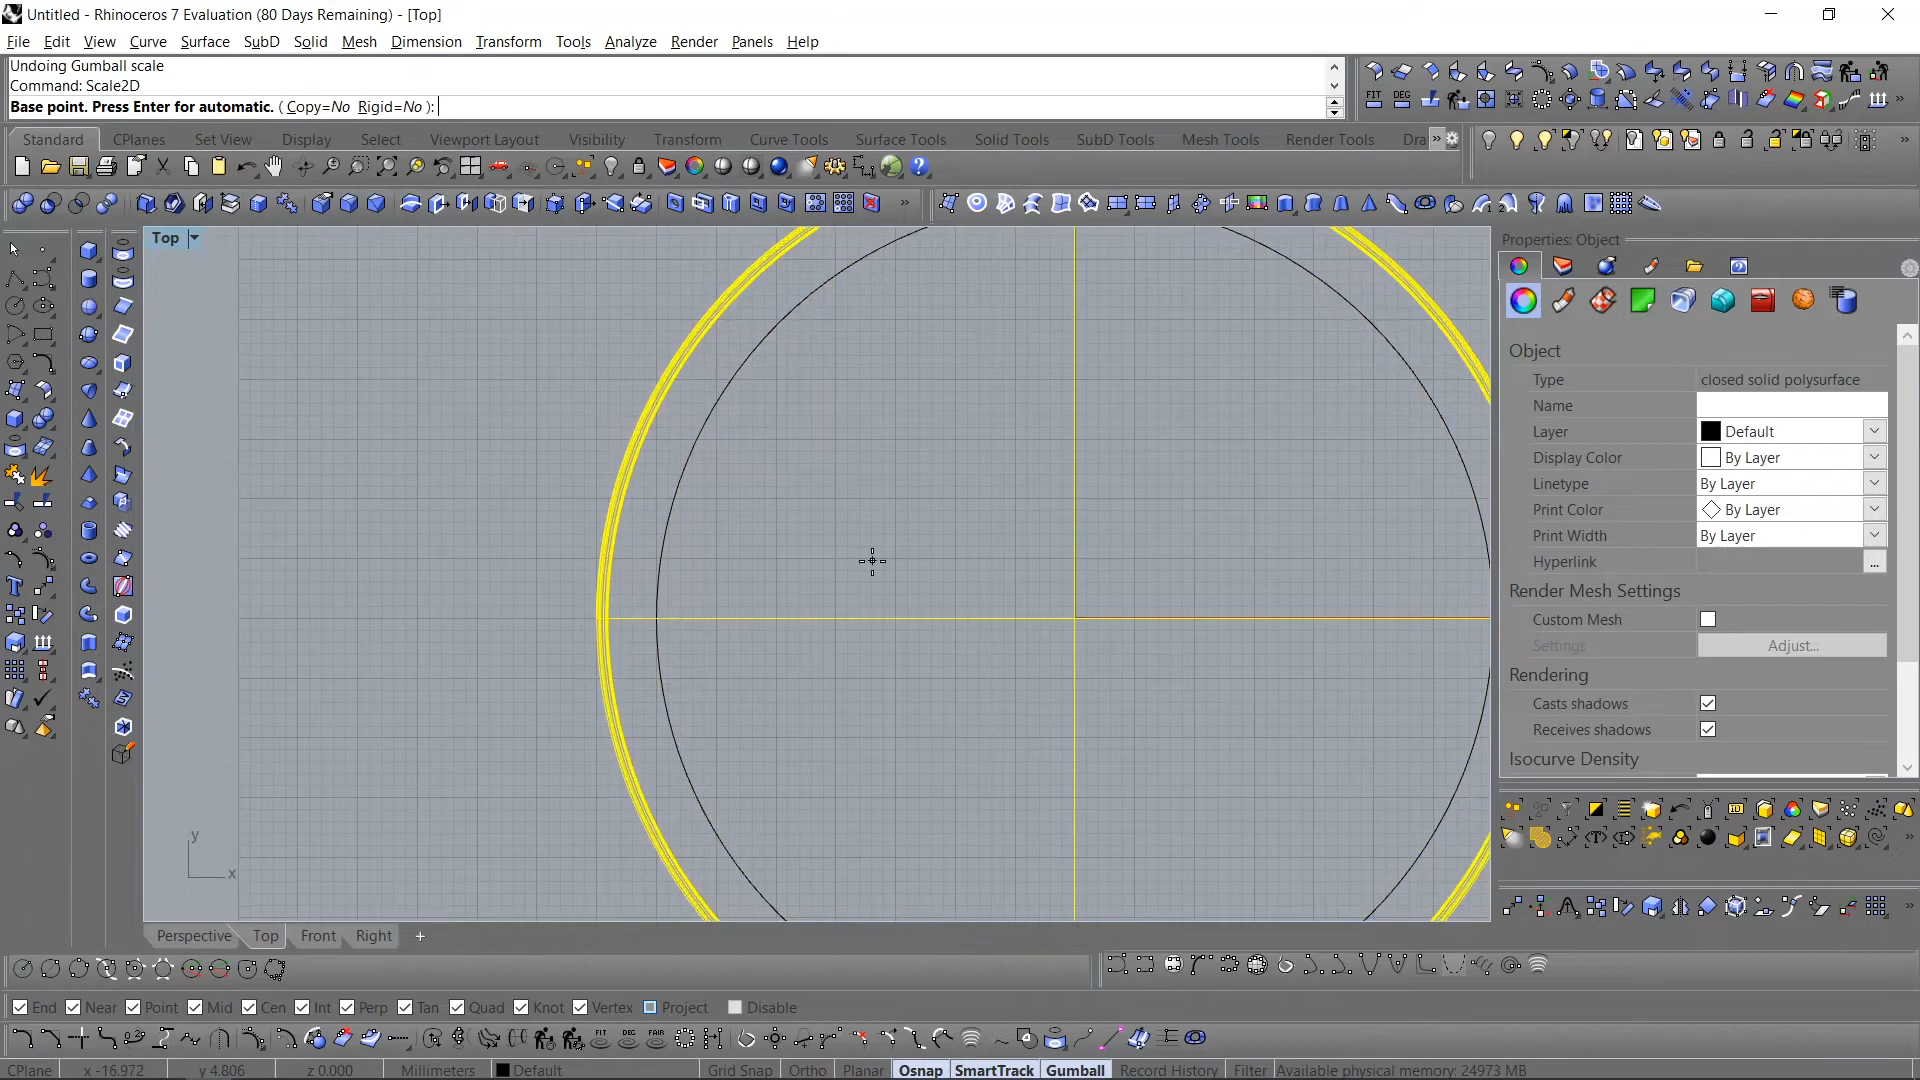 Untitled - Rhinoceros 7 Evaluation (80 Days Remaining) - [Top]
File Edit View Curve Surface SubD Solid Mesh Dimension Transform Tools Analyze Render Panels Help
Undoing Gumball scale
Command: Scale2D
Base point. Press Enter for automatic. ( Copy=No Rigid=No ):
FIT DEG
Standard CPlanes Set View Display Select Viewport Layout Visibility Transform Curve Tools Surface Tools Solid Tools SubD Tools Mesh Tools Render Tools Dra
Top
Properties: Object
Object
Type closed solid polysurface
Name
Layer Default
Display Color By Layer
Linetype By Layer
Print Color By Layer
Print Width By Layer
Hyperlink ...
Render Mesh Settings
Custom Mesh
Settings Adjust...
Rendering
Casts shadows
Receives shadows
Isocurve Density
y
x
Perspective Top Front Right +
End Near Point Mid Cen Int Perp Tan Quad Knot Vertex Project Disable
FIT DEG FAIR
CPlane x -16.972 y 4.806 z 0.000 Millimeters Default Grid Snap Ortho Planar Osnap SmartTrack Gumball Record History Filter Available physical memory: 24973 MB